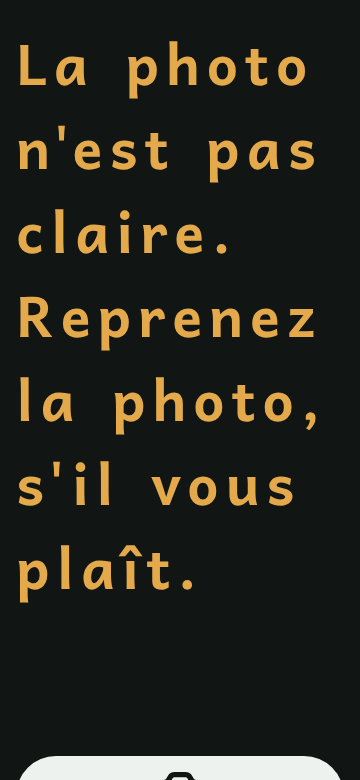 La photo
n'est pas
claire.
Reprenez
la photo,
s'il vous
plaît.